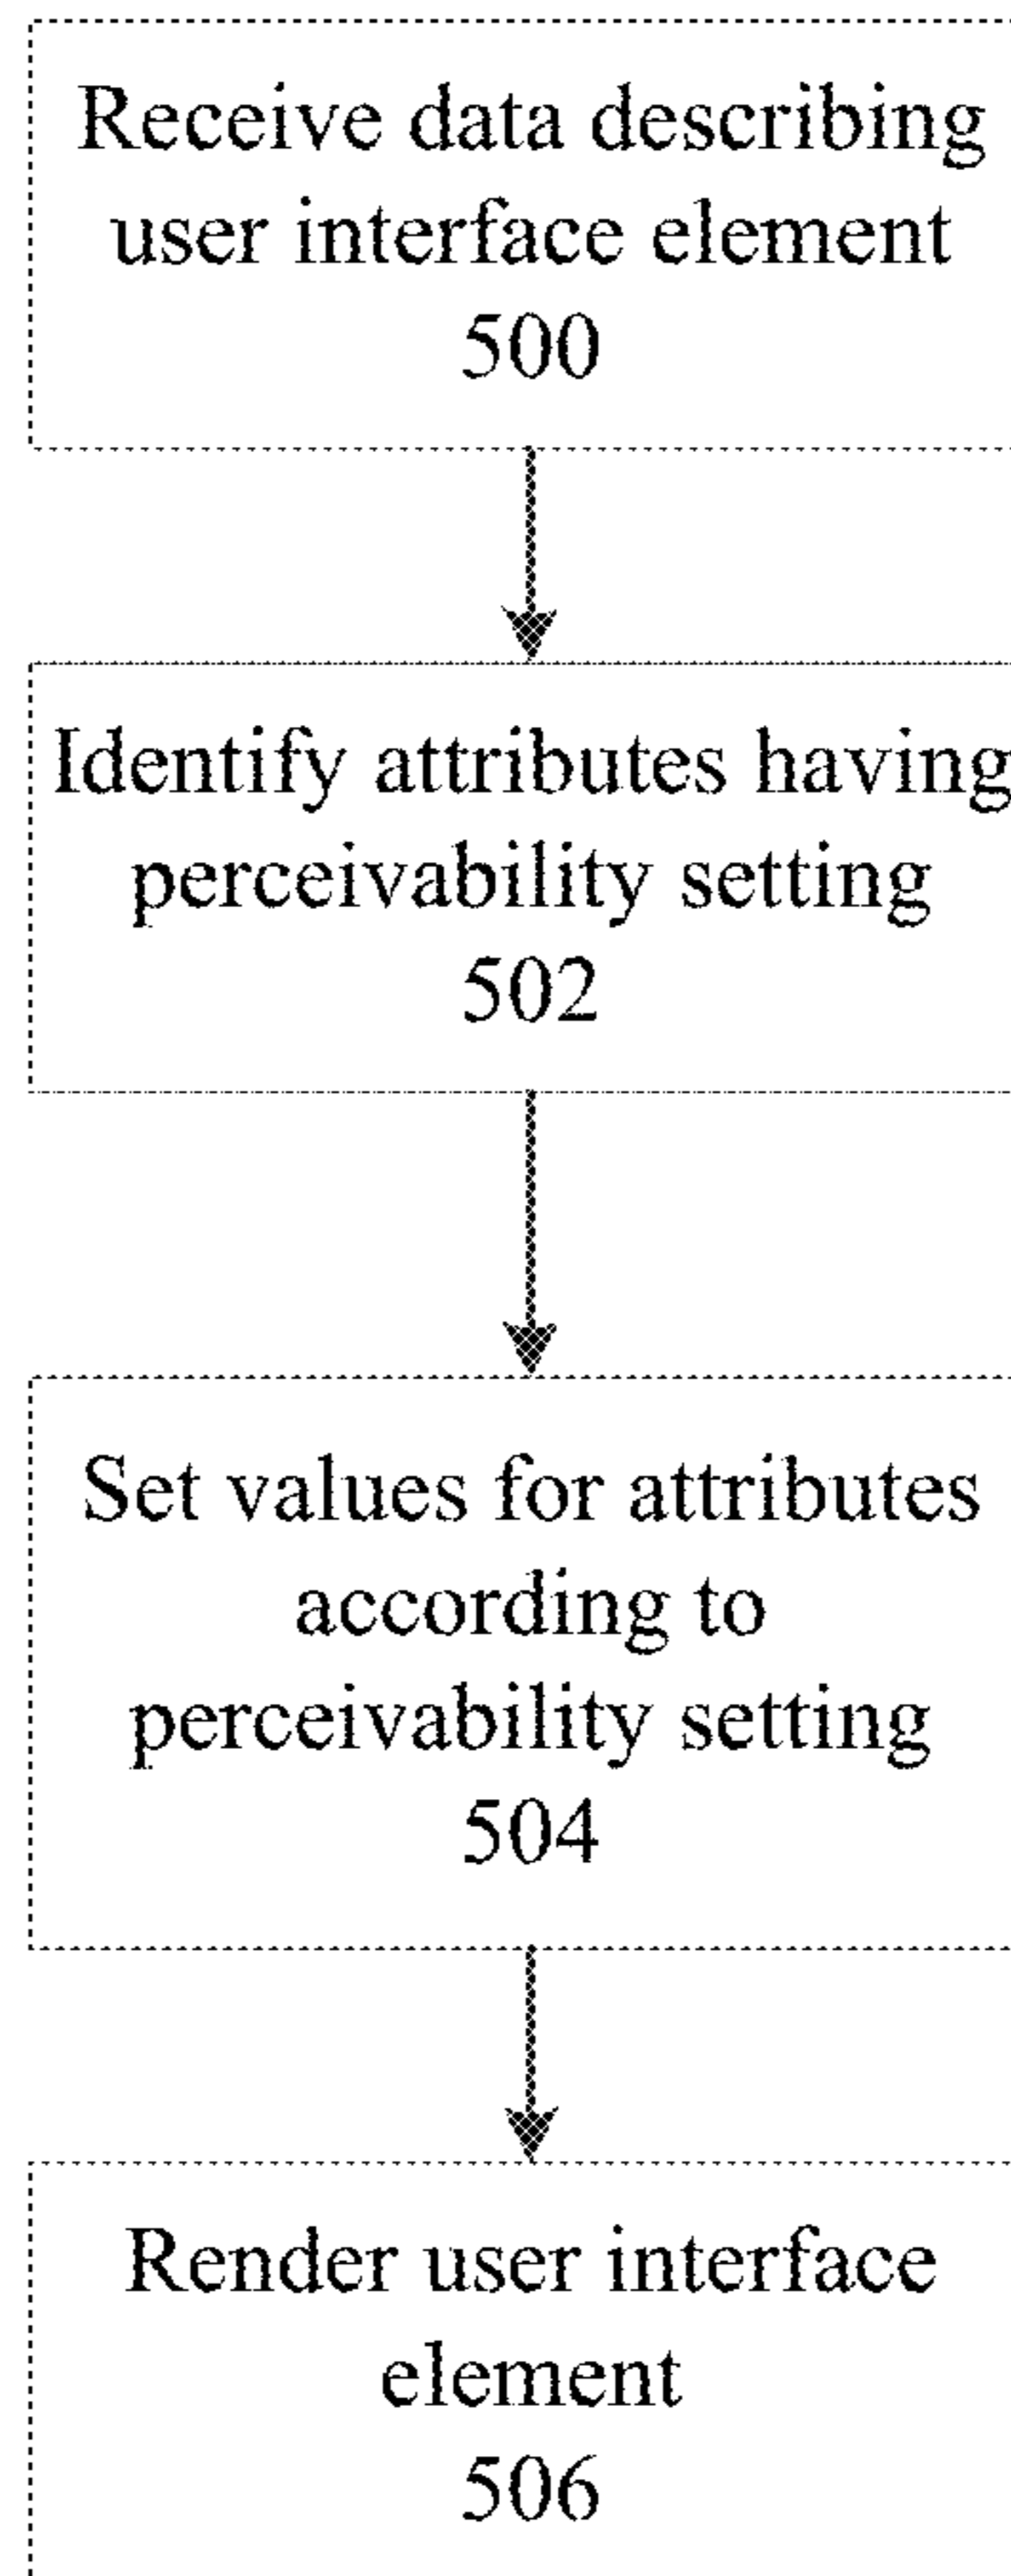 Receive data describing
user interface element
500
Identify attributes having
perceivability setting
502
Set values for attributes
according to
perceivability setting
504
Render user interface
element
506